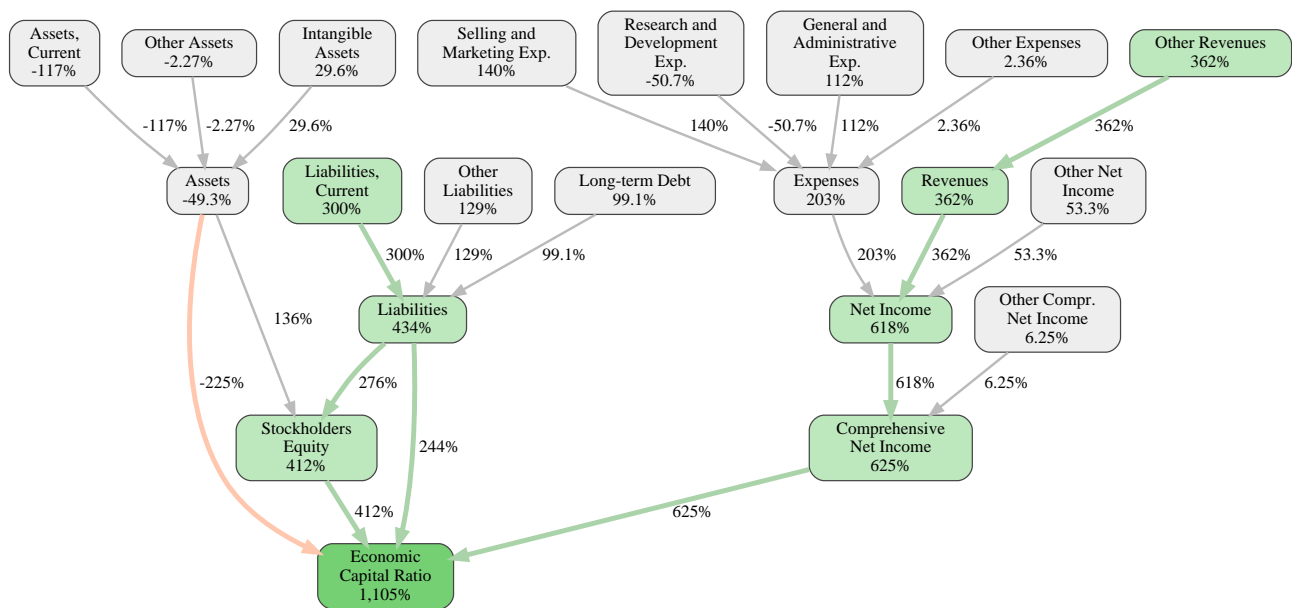 Assets,
Current
-117%
Other Assets
-2.27%
Intangible
Assets
29.6%
Selling and
Marketing Exp.
140%
Research and
Development
Exp.
-50.7%
General and
Administrative
Exp.
112%
Other Expenses
2.36%
Other Revenues
362%
-117%
-2.27%
29.6%
140%
-50.7%
112%
2.36%
362%
Assets
-49.3%
Liabilities,
Current
300%
Other
Liabilities
129%
Long-term Debt
99.1%
Expenses
203%
Revenues
362%
Other Net
Income
53.3%
300%
129%
99.1%
203%
362%
53.3%
136%
Liabilities
434%
Net Income
618%
Other Compr.
Net Income
6.25%
-225%
276%
618%
6.25%
Stockholders
Equity
412%
244%
Comprehensive
Net Income
625%
412%
625%
Economic
Capital Ratio
1,105%